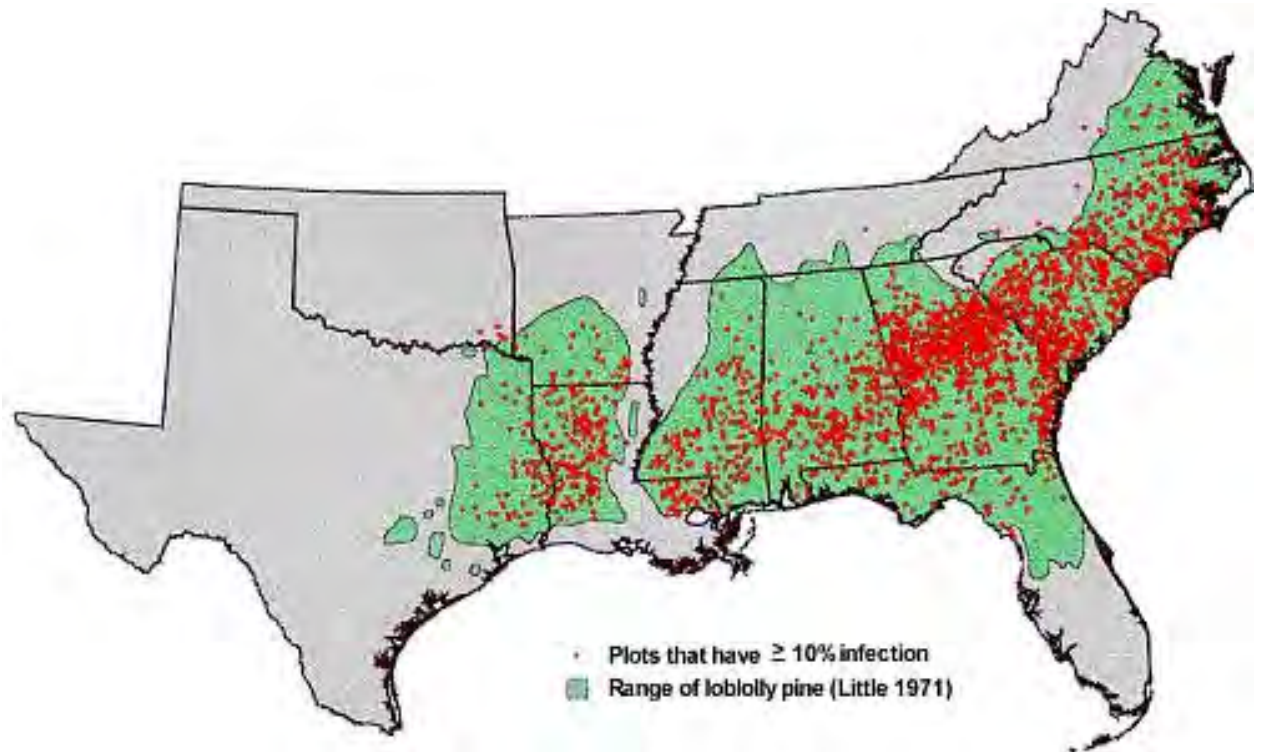 Plots that have ≥ 10% infection
Range of loblolly pine (Little 1971)